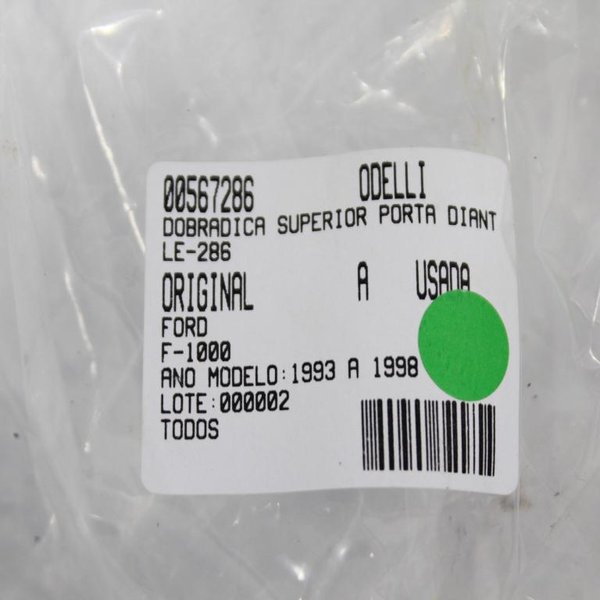 00567286 ODELLI
DOBRADICA SUPERIOR PORTA DIANT
LE-286
ORIGINAL A USADA
FORD
F-1000
ANO MODELO:1993 A 1998
LOTE:000002
TODOS